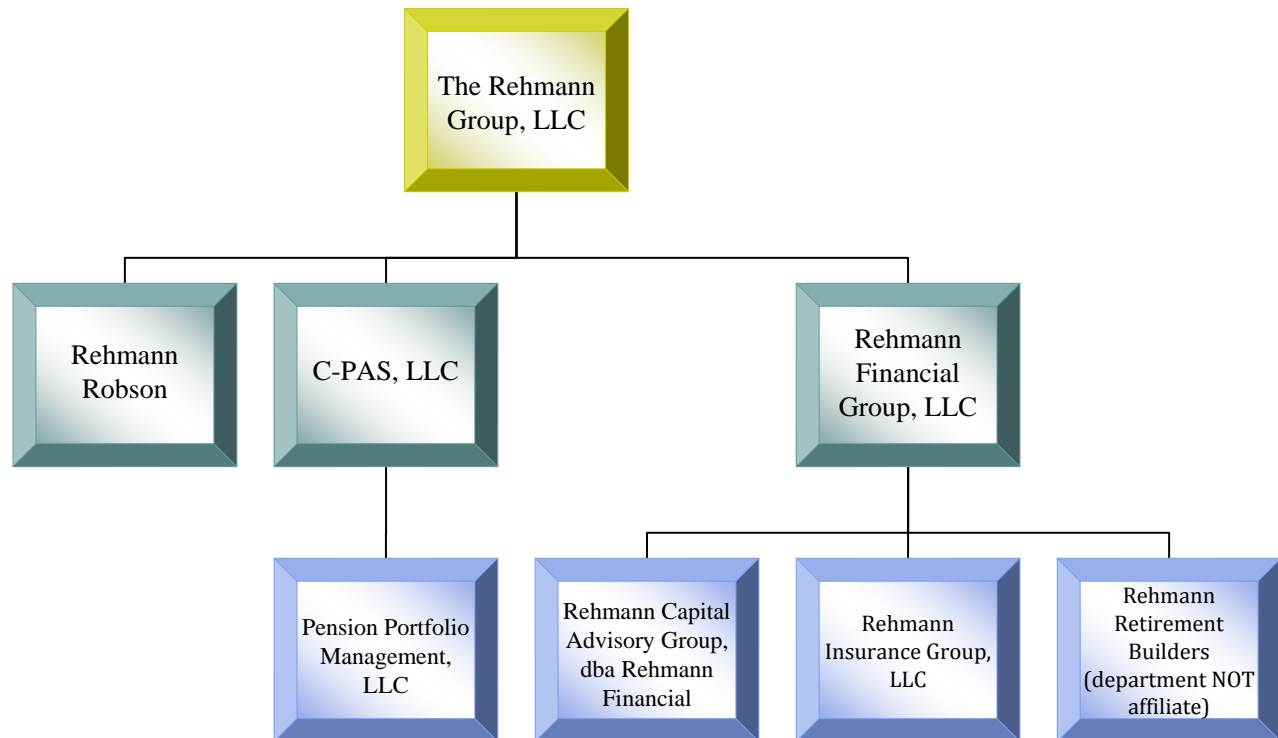 The Rehmann
Group, LLC
Rehmann
Robson
C-PAS, LLC
Rehmann
Financial
Group, LLC
Pension Portfolio
Management,
LLC
Rehmann Capital
Advisory Group,
dba Rehmann
Financial
Rehmann
Insurance Group,
LLC
Rehmann
Retirement
Builders
(department NOT
affiliate)